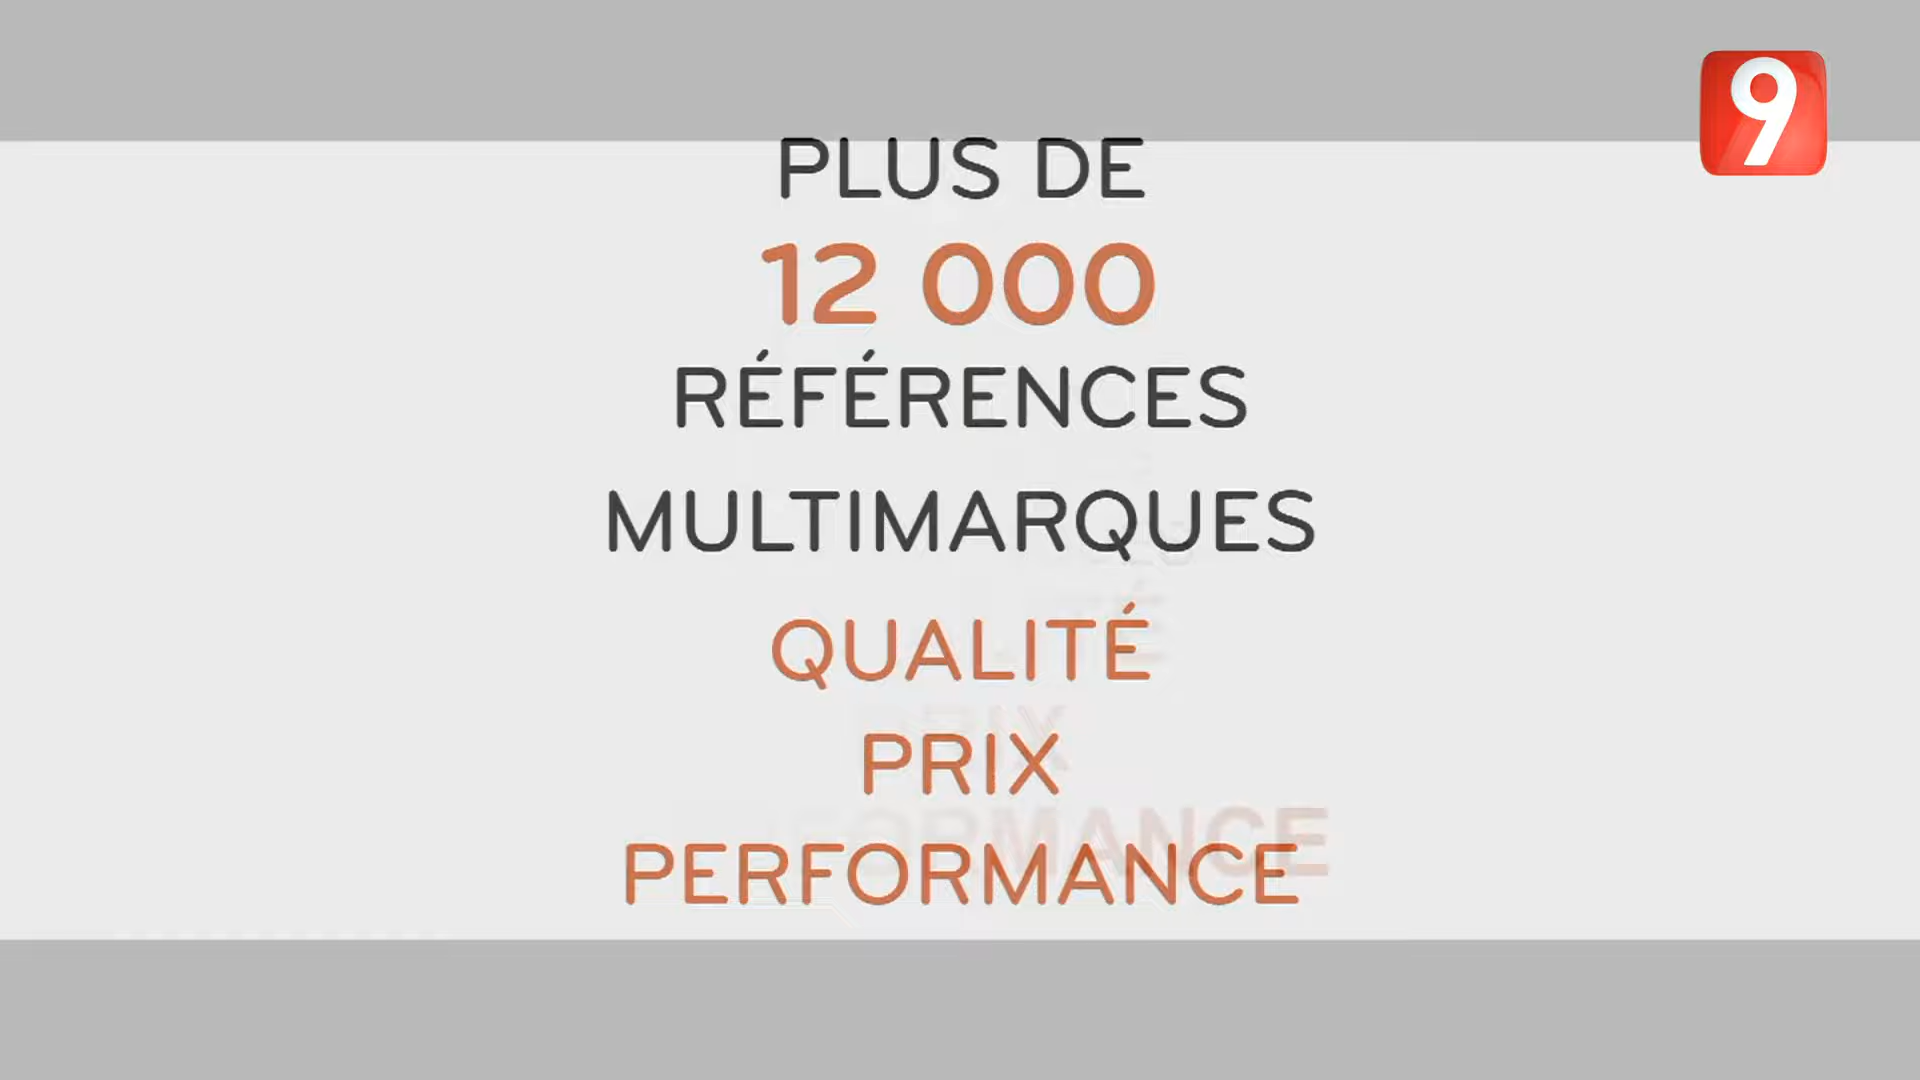 9
PLUS DE
12 000
RÉFÉRENCES
MULTIMARQUES
QUALITÉ
PRIX
PERFORMANCE